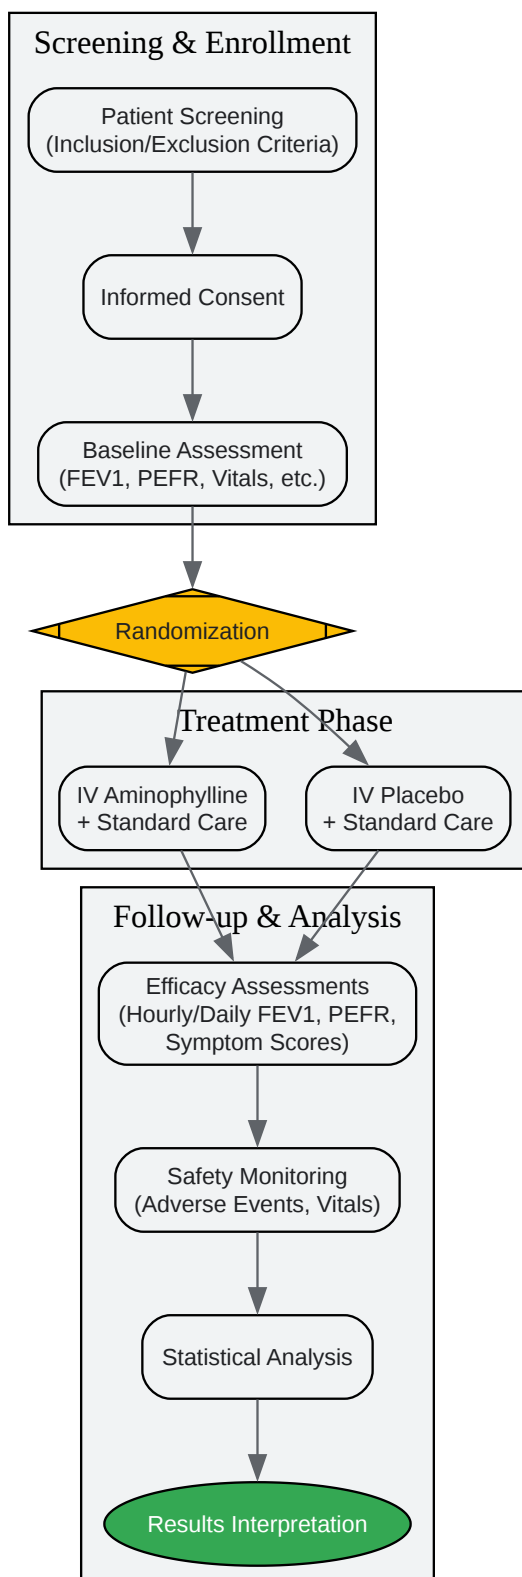 Screening & Enrollment
Patient Screening
(Inclusion/Exclusion Criteria)
Informed Consent
Baseline Assessment
(FEV1, PEFR, Vitals, etc.)
Randomization
Treatment Phase
IV Aminophylline
+ Standard Care
IV Placebo
+ Standard Care
Follow-up & Analysis
Efficacy Assessments
(Hourly/Daily FEV1, PEFR,
Symptom Scores)
Safety Monitoring
(Adverse Events, Vitals)
Statistical Analysis
Results Interpretation